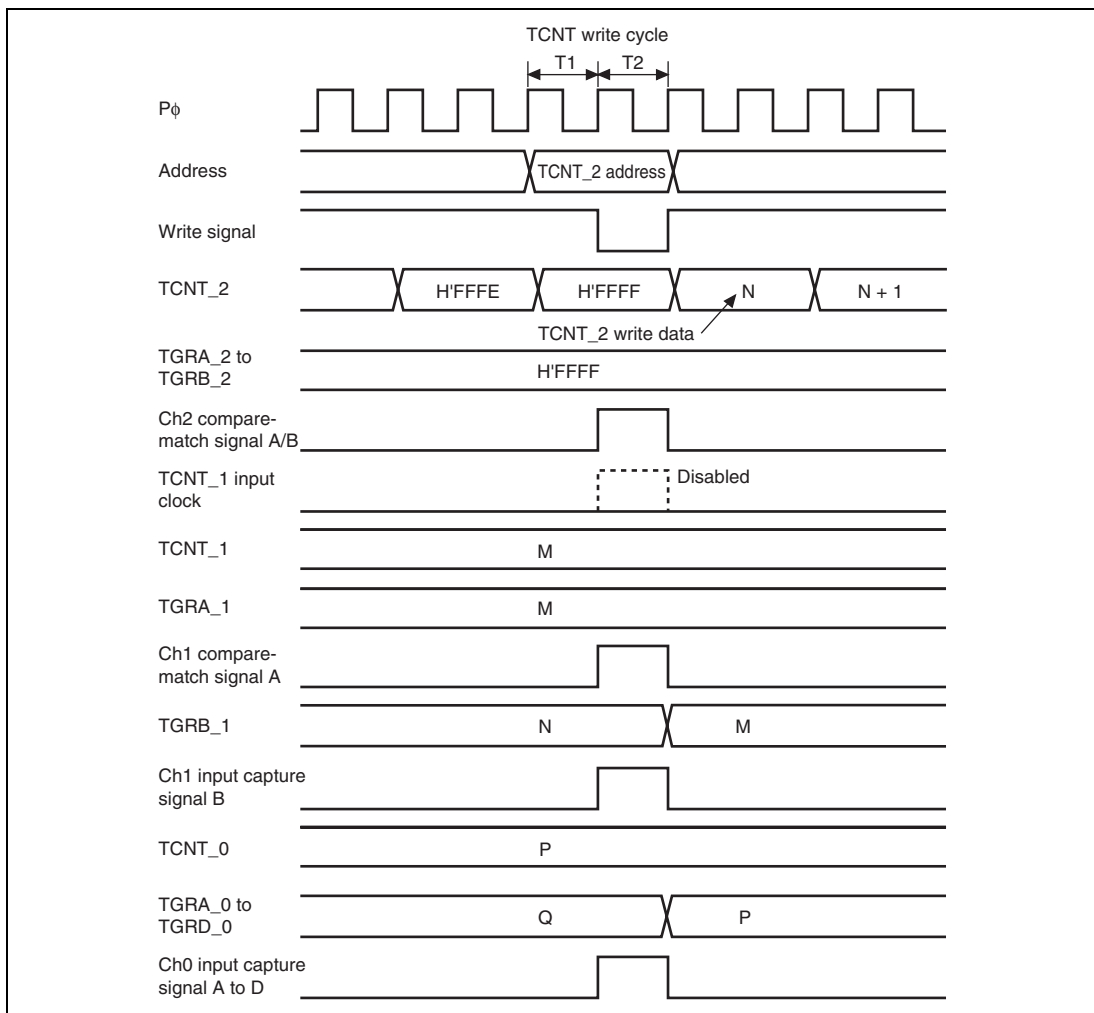 TCNT write cycle
T1 T2
Pϕ
Address
TCNT_2 address
Write signal
TCNT_2
H'FFFE H'FFFF N N + 1
TCNT_2 write data
TGRA_2 to
TGRB_2
H'FFFF
Ch2 compare-
match signal A/B
TCNT_1 input
clock
Disabled
TCNT_1
M
TGRA_1
M
Ch1 compare-
match signal A
TGRB_1
N M
Ch1 input capture
signal B
TCNT_0
P
TGRA_0 to
TGRD_0
Q P
Ch0 input capture
signal A to D